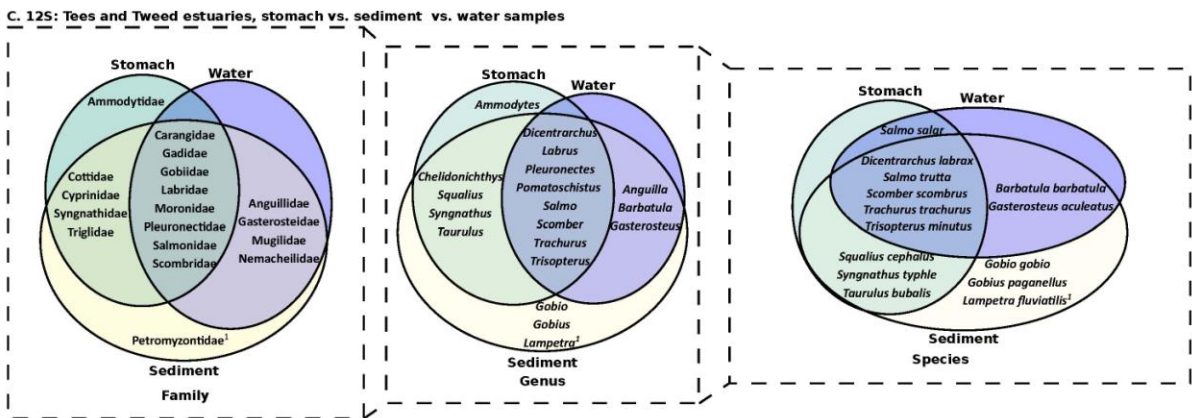 C. 12S: Tees and Tweed estuaries, stomach vs. sediment vs. water samples
Stomach
Water
Ammodytidae
Carangidae
Gadidae
Gobiidae
Labridae
Moronidae
Pleuronectidae
Salmonidae
Scombridae
Cottidae
Cyprinidae
Syngnathidae
Triglidae
Anguillidae
Gasterosteidae
Mugilidae
Nemacheilidae
Petromyzontidae¹
Sediment
Family
Stomach
Water
Ammodytes
Dicentrarchus
Labrus
Pleuronectes
Pomatoschistus
Salmo
Scomber
Trachurus
Trisopterus
Chelidonichthys
Squalius
Syngnathus
Taurulus
Anguilla
Barbatula
Gasterosteus
Gobio
Gobius
Lampetra¹
Sediment
Genus
Stomach
Water
Salmo salar
Dicentrarchus labrax
Salmo trutta
Scomber scombrus
Trachurus trachurus
Trisopterus minutus
Barbatula barbatula
Gasterosteus aculeatus
Squalius cephalus
Syngnathus typhle
Taurulus bubalis
Gobio gobio
Gobius paganellus
Lampetra fluviatilis¹
Sediment
Species